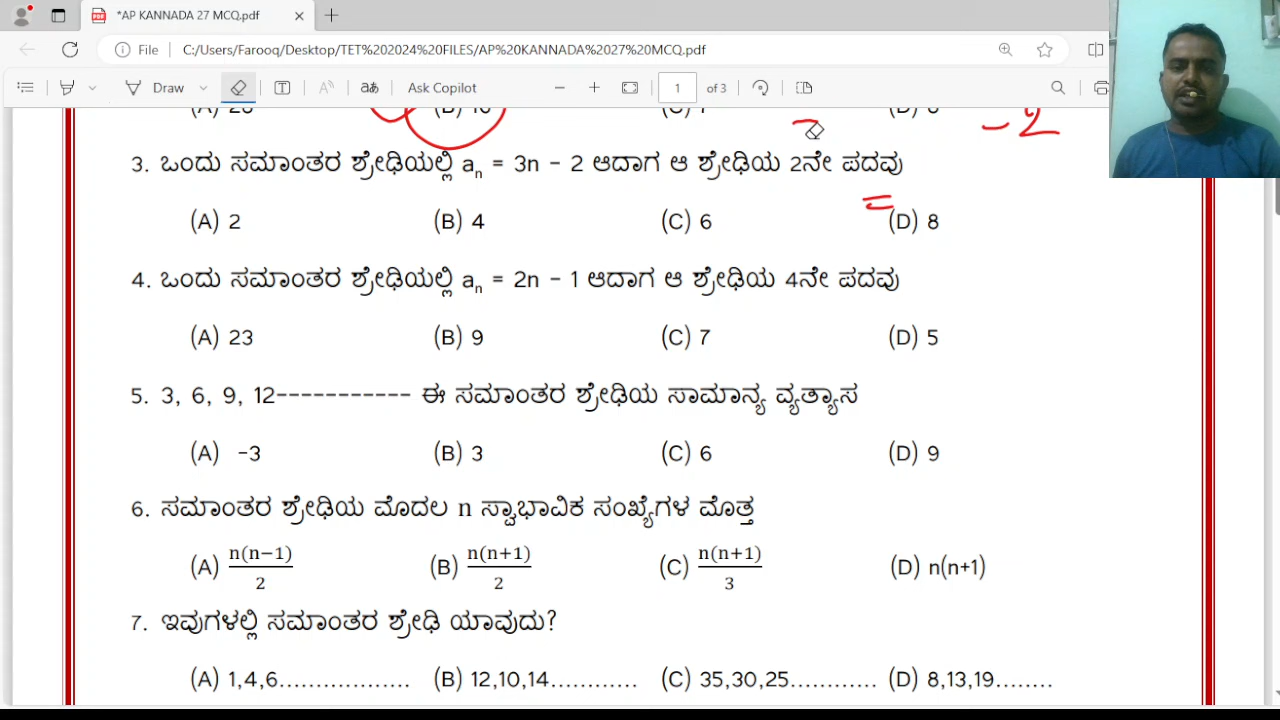 *AP KANNADA 27 MCQ.pdf
File C:/Users/Farooq/Desktop/TET%202024%20FILES/AP%20KANNADA%2027%20MCQ.pdf
Draw Ask Copilot 1 of 3
-2
3. ಒಂದು ಸಮಾಂತರ ಶ್ರೇಢಿಯಲ್ಲಿ aₙ = 3n − 2 ಆದಾಗ ಆ ಶ್ರೇಢಿಯ 2ನೇ ಪದವು
=
(A) 2 (B) 4 (C) 6 (D) 8
4. ಒಂದು ಸಮಾಂತರ ಶ್ರೇಢಿಯಲ್ಲಿ aₙ = 2n − 1 ಆದಾಗ ಆ ಶ್ರೇಢಿಯ 4ನೇ ಪದವು
(A) 23 (B) 9 (C) 7 (D) 5
5. 3, 6, 9, 12----------- ಈ ಸಮಾಂತರ ಶ್ರೇಢಿಯ ಸಾಮಾನ್ಯ ವ್ಯತ್ಯಾಸ
(A) -3 (B) 3 (C) 6 (D) 9
6. ಸಮಾಂತರ ಶ್ರೇಢಿಯ ಮೊದಲ n ಸ್ವಾಭಾವಿಕ ಸಂಖ್ಯೆಗಳ ಮೊತ್ತ
(A) n(n−1)/2 (B) n(n+1)/2 (C) n(n+1)/3 (D) n(n+1)
7. ಇವುಗಳಲ್ಲಿ ಸಮಾಂತರ ಶ್ರೇಢಿ ಯಾವುದು?
(A) 1,4,6.................. (B) 12,10,14............ (C) 35,30,25............ (D) 8,13,19........